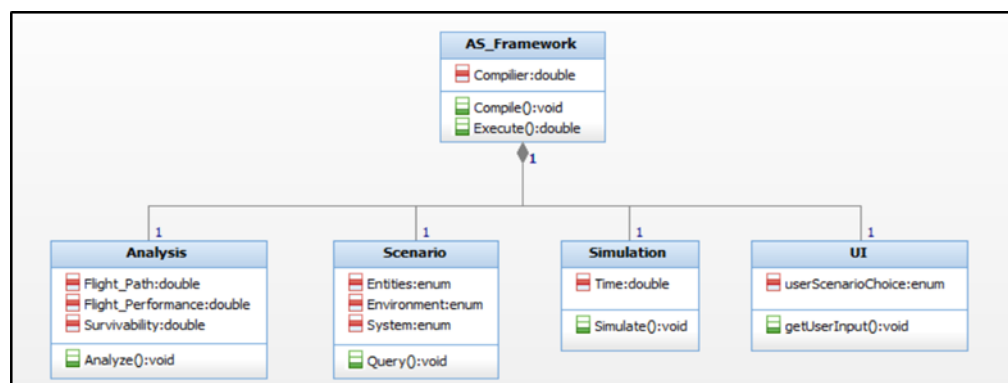 AS_Framework
Compilier:double
Compile():void
Execute():double
1
1
1
1
1
Analysis
Flight_Path:double
Flight_Performance:double
Survivability:double
Analyze():void
Scenario
Entities:enum
Environment:enum
System:enum
Query():void
Simulation
Time:double
Simulate():void
UI
userScenarioChoice:enum
getUserInput():void